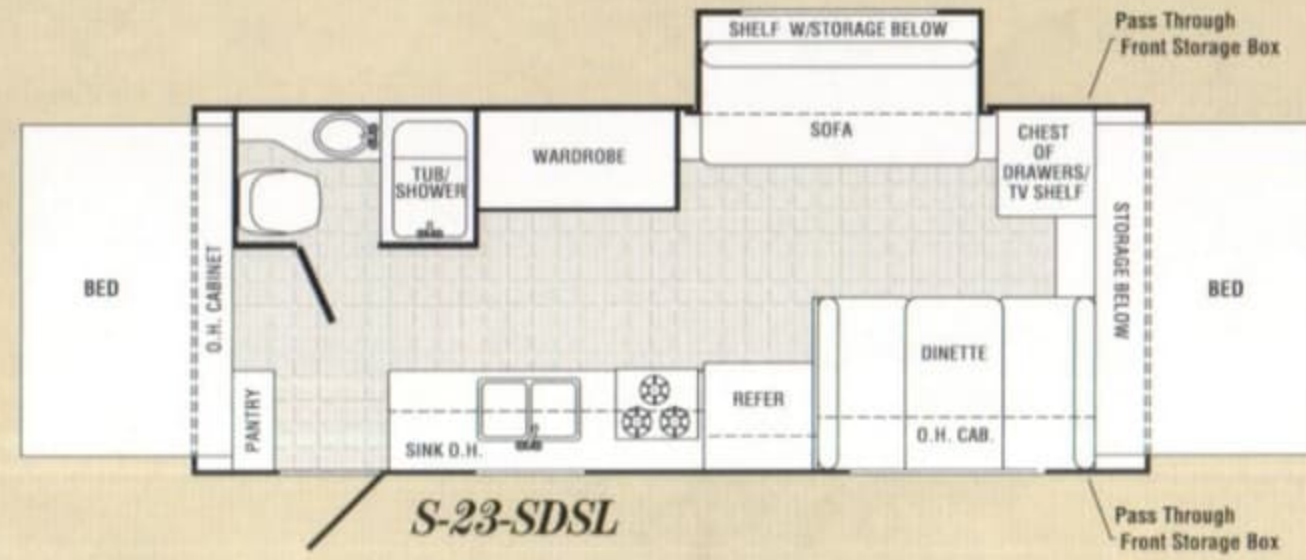 SHELF W/STORAGE BELOW
Pass Through
Front Storage Box
SOFA
CHEST
OF
DRAWERS/
TV SHELF
WARDROBE
TUB/
SHOWER
BED
O.H. CABINET
STORAGE BELOW
BED
DINETTE
REFER
PANTRY
SINK O.H.
O.H. CAB.
S-23-SDSL
Pass Through
Front Storage Box